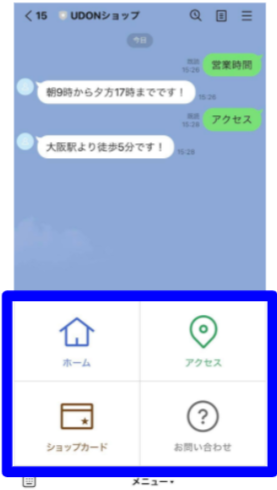 15 UDONショップ
今日
既読
15:28
営業時間
朝9時から夕方17時までです！
15:28
既読
15:28
アクセス
大阪駅より徒歩5分です！
15:28
ホーム
アクセス
ショップカード
お問い合わせ
メニュー